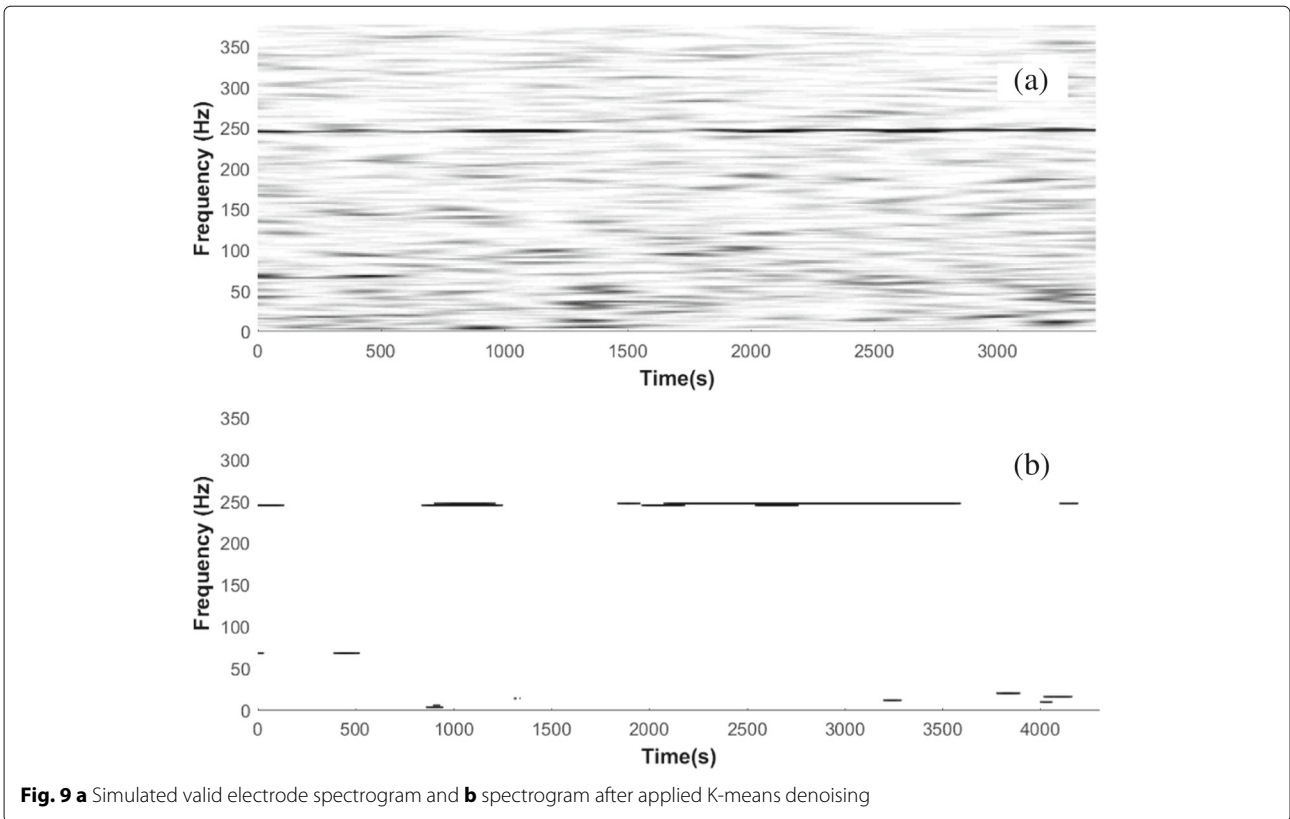 350
300
250
200
150
100
50
0
Frequency (Hz)
(a)
0 500 1000 1500 2000 2500 3000
Time(s)
350
300
250
200
150
100
50
0
Frequency (Hz)
(b)
0 500 1000 1500 2000 2500 3000 3500 4000
Time(s)
Fig. 9 a Simulated valid electrode spectrogram and b spectrogram after applied K-means denoising